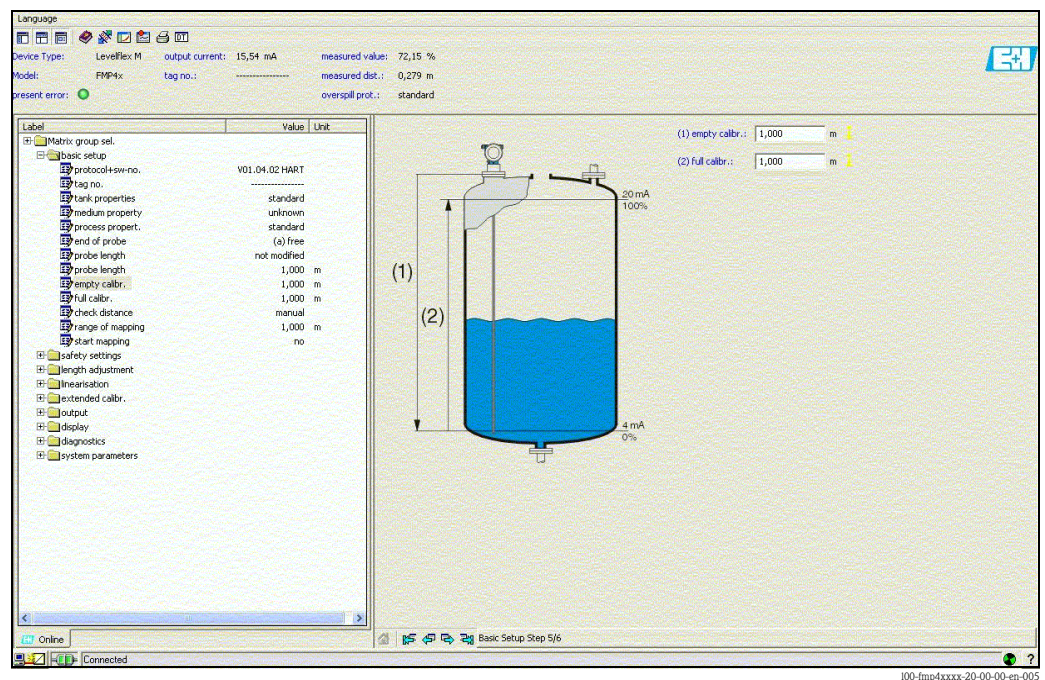 Language
DT
Device Type: Levelflex M output current: 15,54 mA measured value: 72,15 %
Model: FMP4x tag no.: ---------------- measured dist.: 0,279 m
present error: overspill prot.: standard
E+H
Label Value Unit
Matrix group sel.
basic setup
protocol+sw-no. V01.04.02 HART
tag no. ----------------
tank properties standard
medium property unknown
process propert. standard
end of probe (a) free
probe length not modified
probe length 1,000 m
empty calibr. 1,000 m
full calibr. 1,000 m
check distance manual
range of mapping 1,000 m
start mapping no
safety settings
length adjustment
linearisation
extended calibr.
output
display
diagnostics
system parameters
(1) empty calibr.: 1,000 m
(2) full calibr.: 1,000 m
20 mA
100%
(1)
(2)
4 mA
0%
Online
Basic Setup Step 5/6
Connected
?
l00-fmp4xxxx-20-00-00-en-005